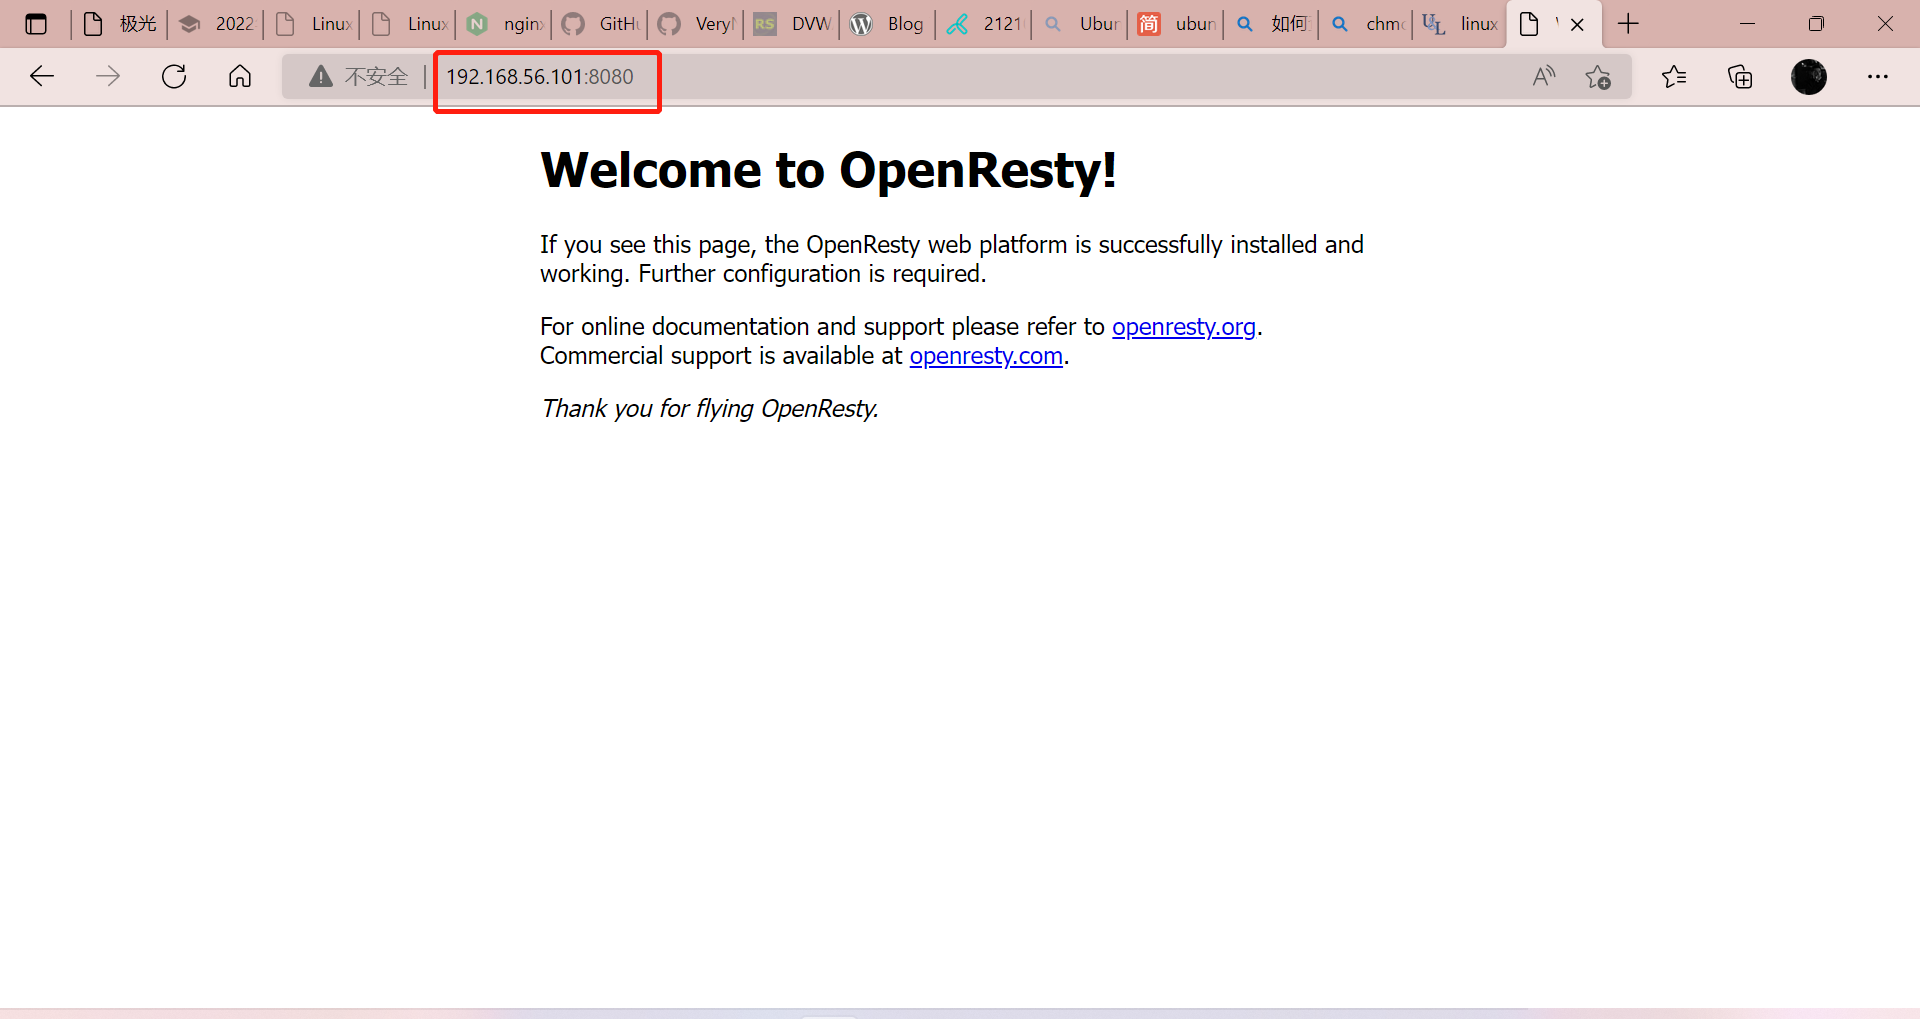 极光
2022
Linux
Linux
nginx
GitHu
VeryN
DVW
Blog
2121
Ubun
简
ubun
如何
chmo
linux
不安全
192.168.56.101:8080
Welcome to OpenResty!
If you see this page, the OpenResty web platform is successfully installed and
working. Further configuration is required.
For online documentation and support please refer to openresty.org.
Commercial support is available at openresty.com.
Thank you for flying OpenResty.